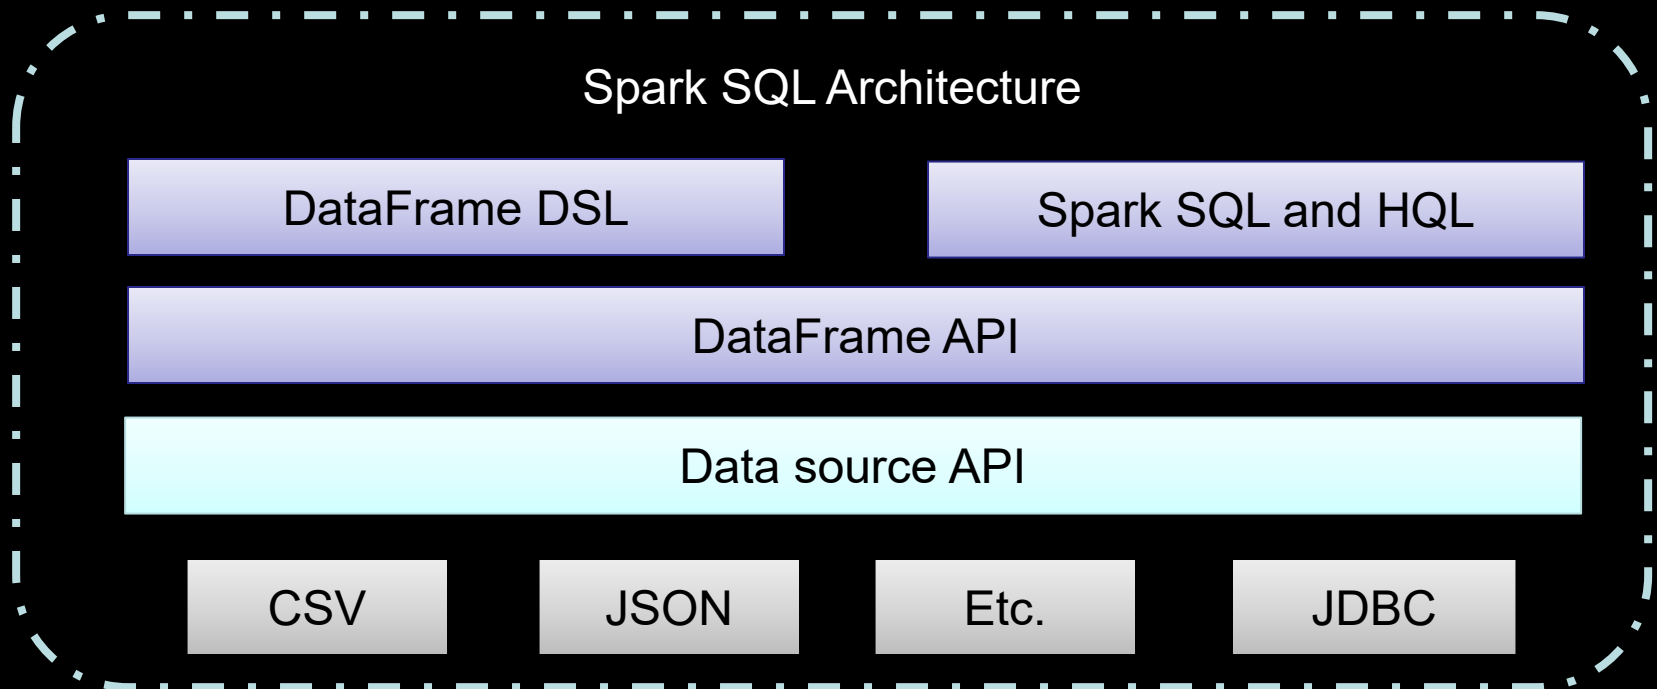 Spark SQL Architecture
DataFrame DSL
Spark SQL and HQL
DataFrame API
Data source API
CSV
JSON
Etc.
JDBC